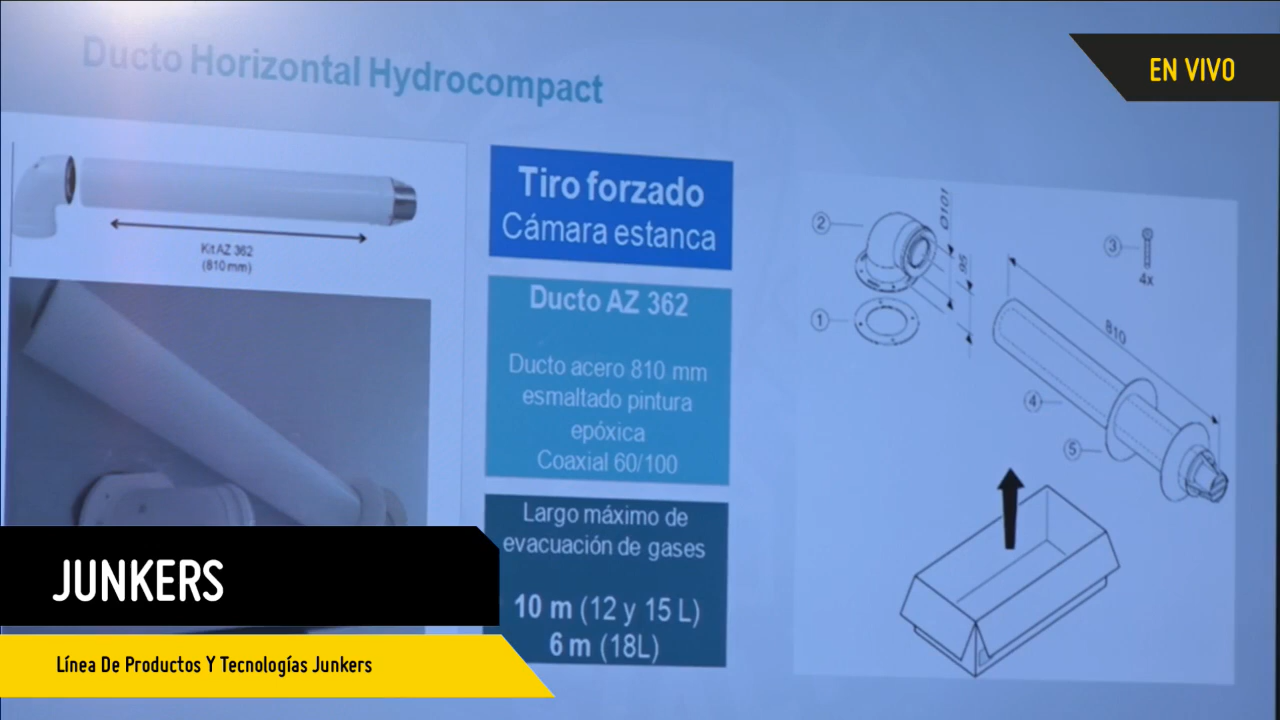 Ducto Horizontal Hydrocompact
EN VIVO
Kit AZ 362
(810 mm)
Tiro forzado
Cámara estanca
Ducto AZ 362
Ducto acero 810 mm
esmaltado pintura
epóxica
Coaxial 60/100
Largo máximo de
evacuación de gases
10 m (12 y 15 L)
6 m (18L)
2
Ø101
95
1
3
4x
810
4
5
JUNKERS
Línea De Productos Y Tecnologías Junkers